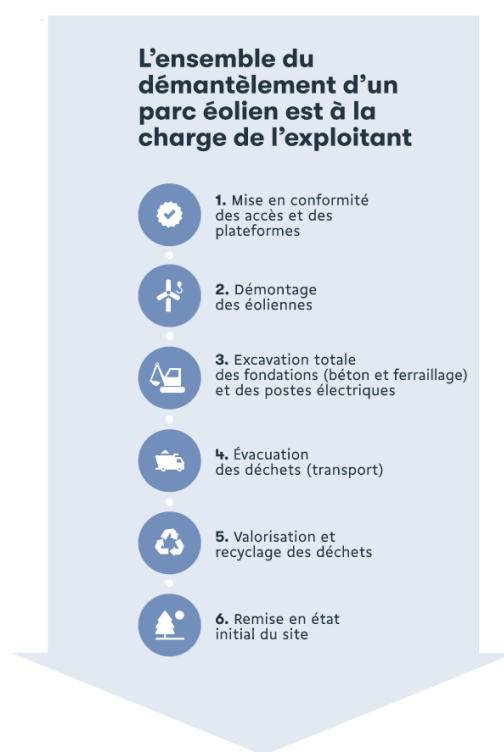 L’ensemble du
démantèlement d’un
parc éolien est à la
charge de l’exploitant
1. Mise en conformité
des accès et des
plateformes
2. Démontage
des éoliennes
3. Excavation totale
des fondations (béton et ferraillage)
et des postes électriques
4. Évacuation
des déchets (transport)
5. Valorisation et
recyclage des déchets
6. Remise en état
initial du site